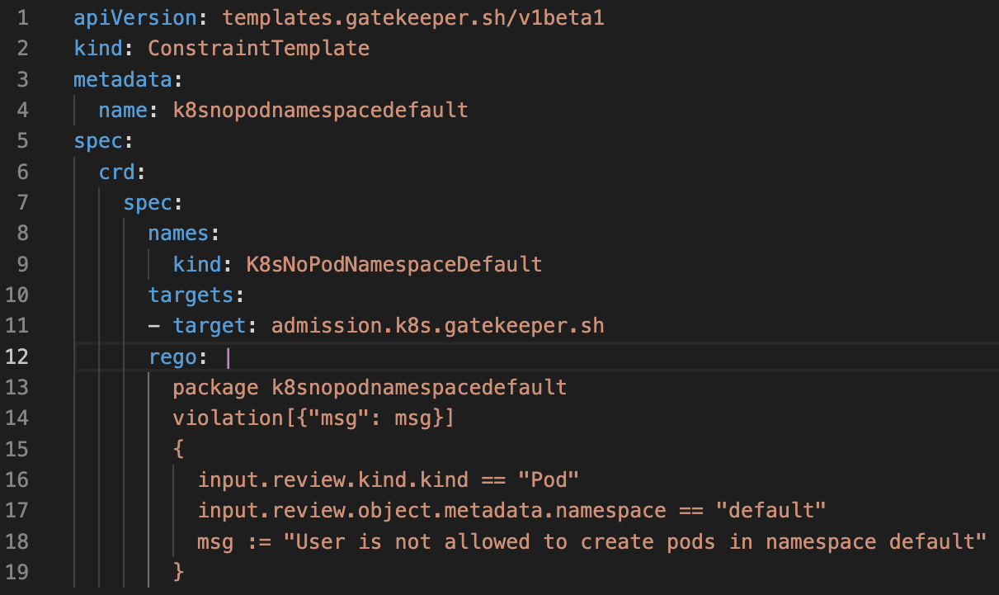 1 apiVersion: templates.gatekeeper.sh/v1beta1
2 kind: ConstraintTemplate
3 metadata:
4   name: k8snopodnamespacedefault
5 spec:
6   crd:
7     spec:
8       names:
9         kind: K8sNoPodNamespaceDefault
10       targets:
11       - target: admission.k8s.gatekeeper.sh
12       rego: |
13         package k8snopodnamespacedefault
14         violation[{"msg": msg}]
15         {
16           input.review.kind.kind == "Pod"
17           input.review.object.metadata.namespace == "default"
18           msg := "User is not allowed to create pods in namespace default"
19         }